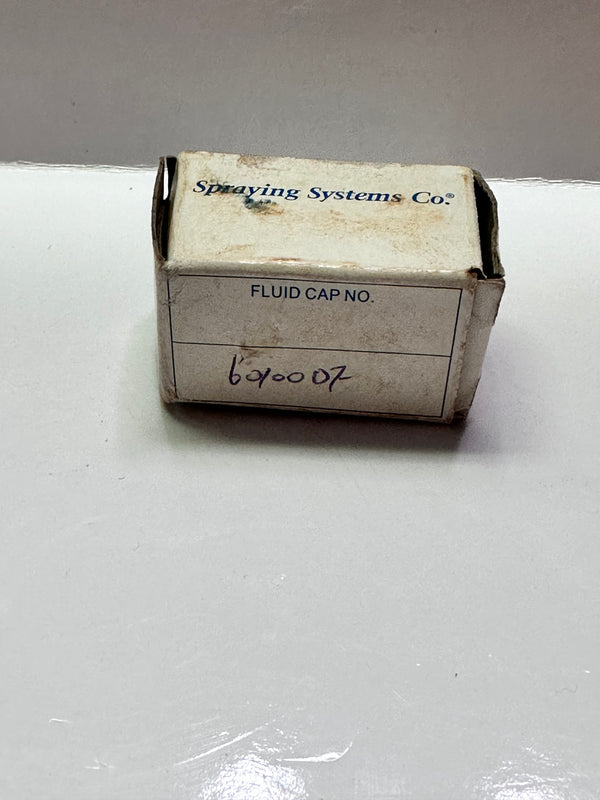 Spraying Systems Co.®
FLUID CAP NO.
6010007